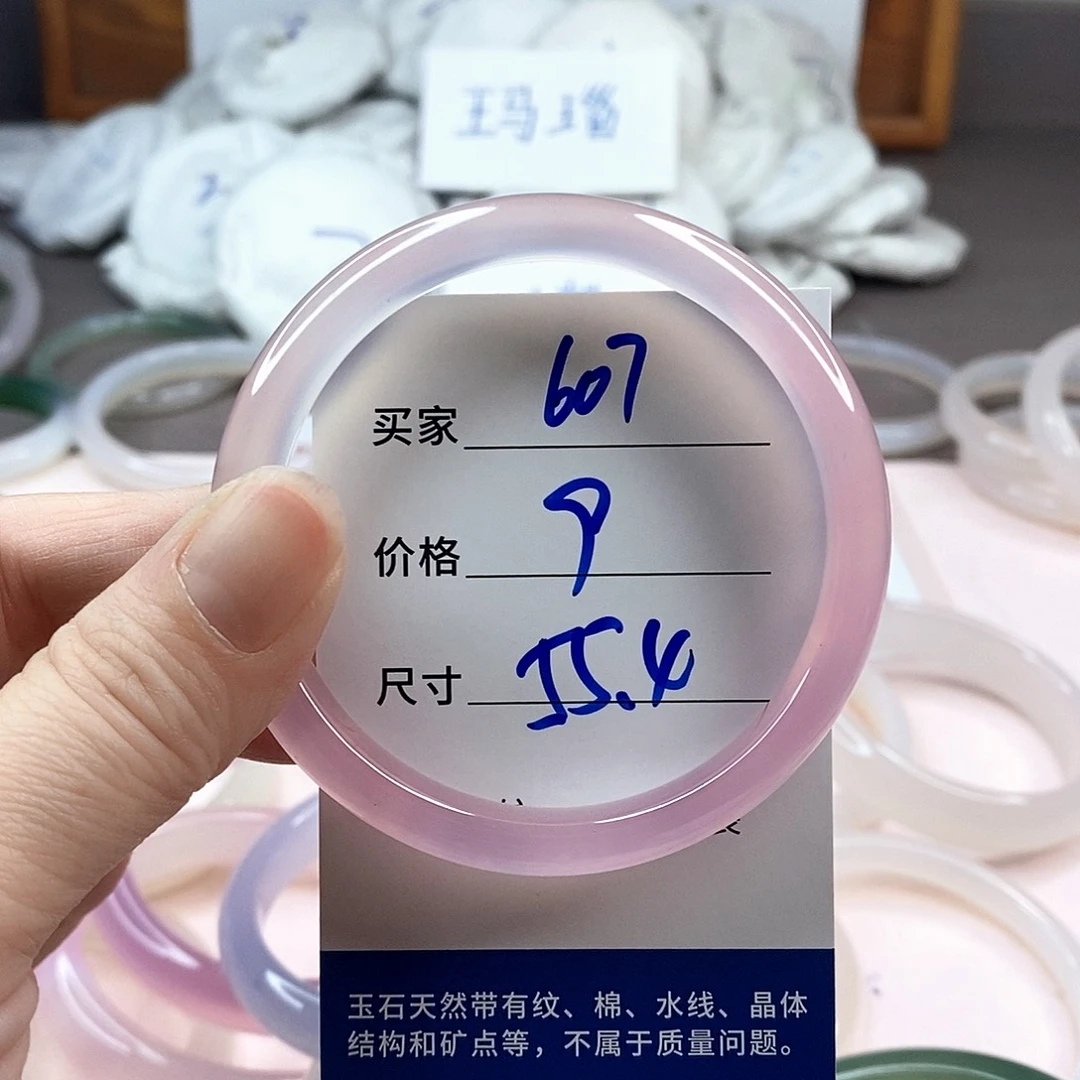 玛瑙
买家 607
价格 9
尺寸 55.4
玉石天然带有纹、棉、水线、晶体
结构和矿点等，不属于质量问题。